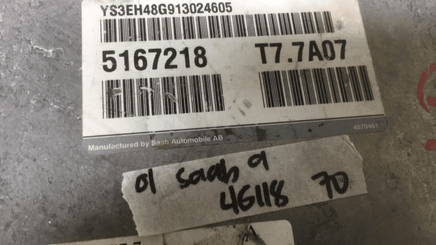 YS3EH48G913024605
5167218 T7.7A07
Manufactured by Saab Automobile AB
01 Saab 9
46118 70